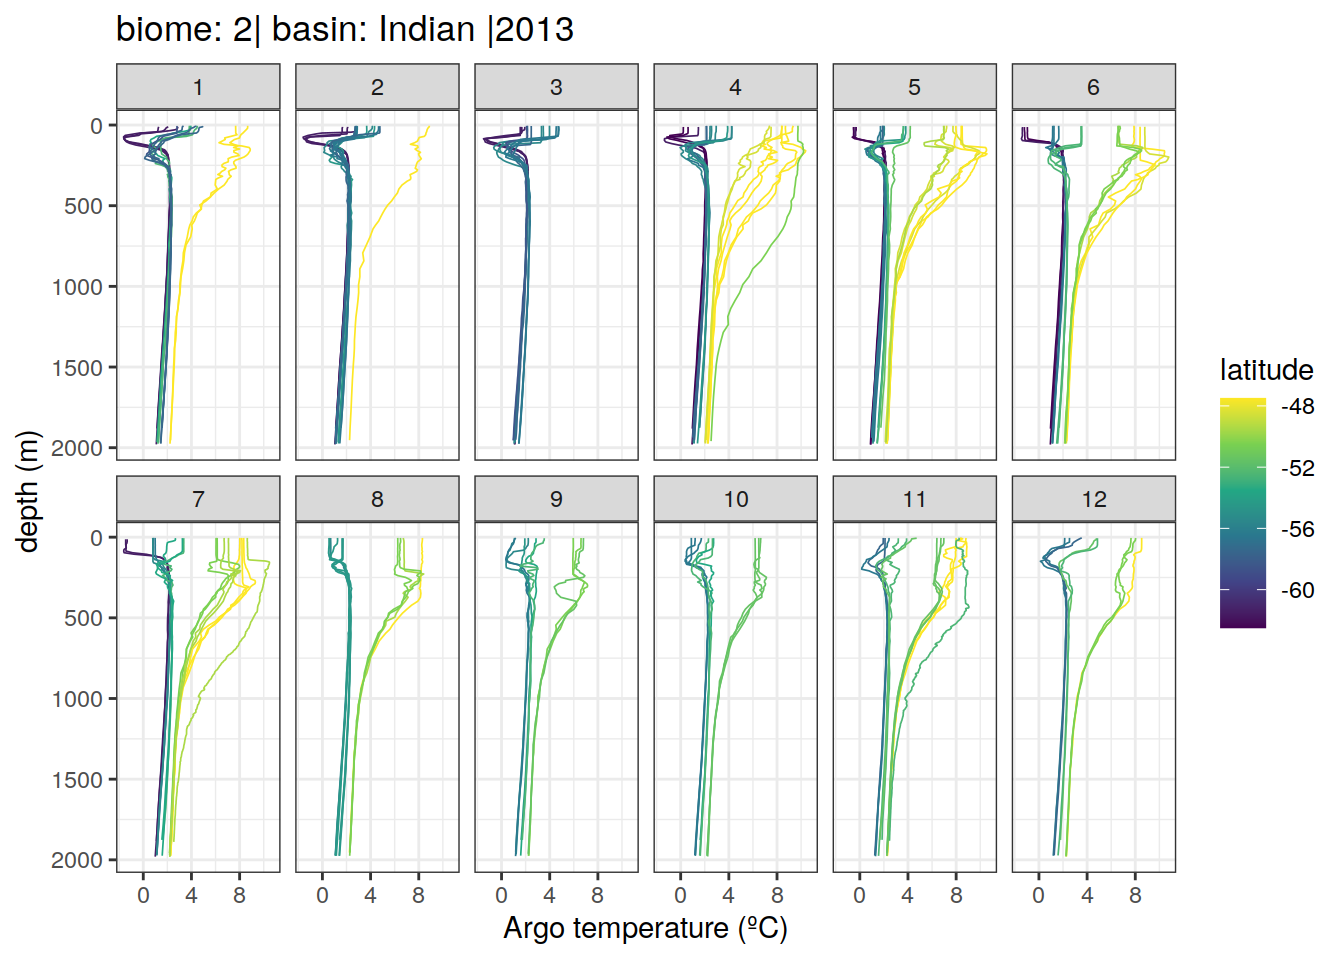 biome: 2| basin: Indian |2013
1 2 3 4 5 6
0
500
1000
1500
2000
7 8 9 10 11 12
0
500
1000
1500
2000
0 4 8 0 4 8 0 4 8 0 4 8 0 4 8 0 4 8
Argo temperature (ºC)
depth (m)
latitude
-48
-52
-56
-60